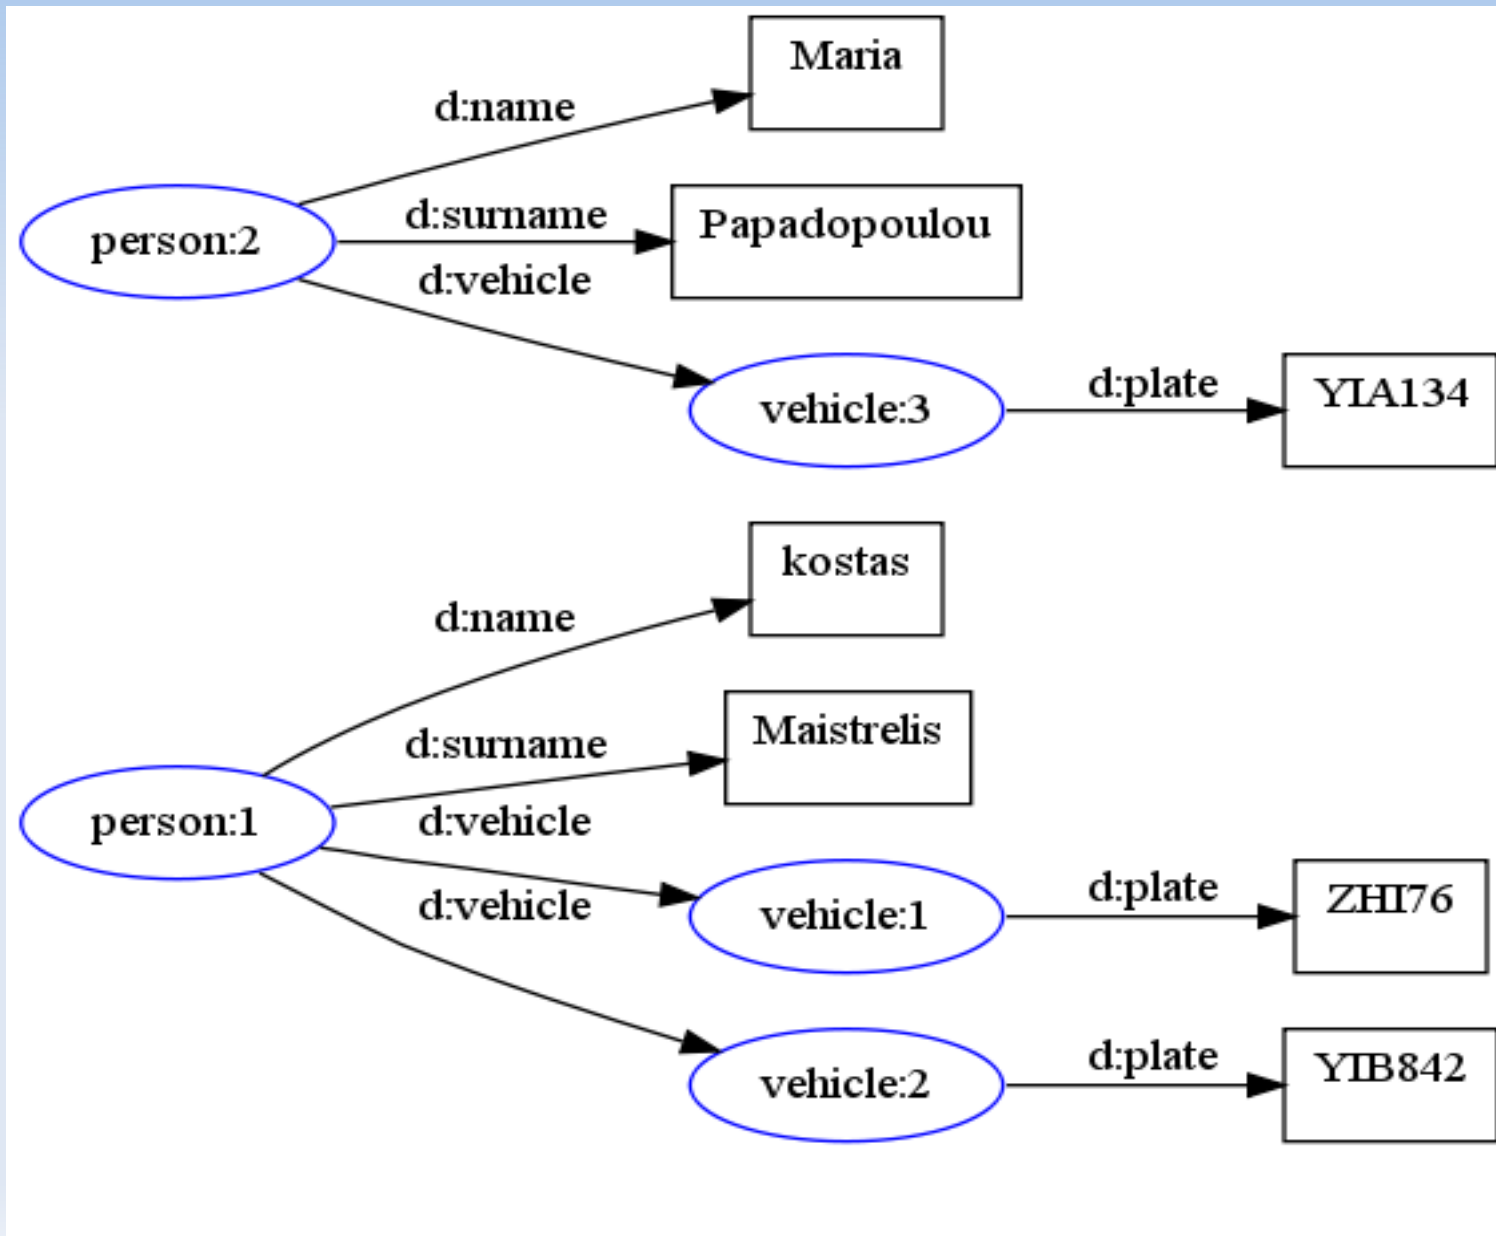 Maria
d:name
d:surname
Papadopoulou
person:2
d:vehicle
vehicle:3
d:plate
YIA134
kostas
d:name
d:surname
Maistrelis
person:1
d:vehicle
d:vehicle
vehicle:1
d:plate
ZHI76
vehicle:2
d:plate
YIB842